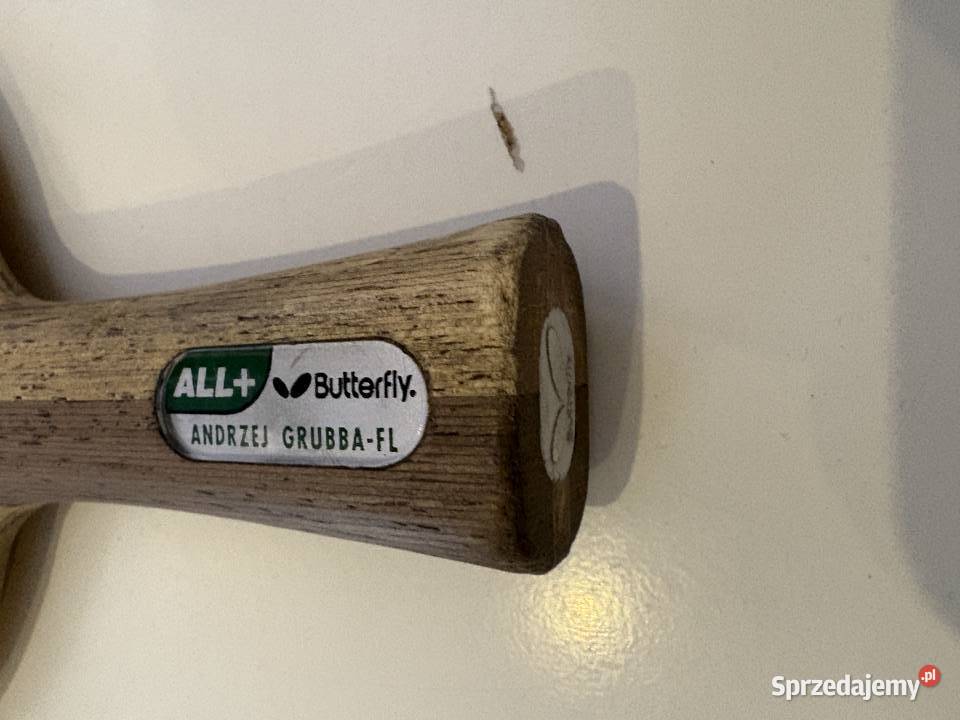 ALL+ Butterfly.
ANDRZEJ GRUBBA-FL
Sprzedajemy.pl